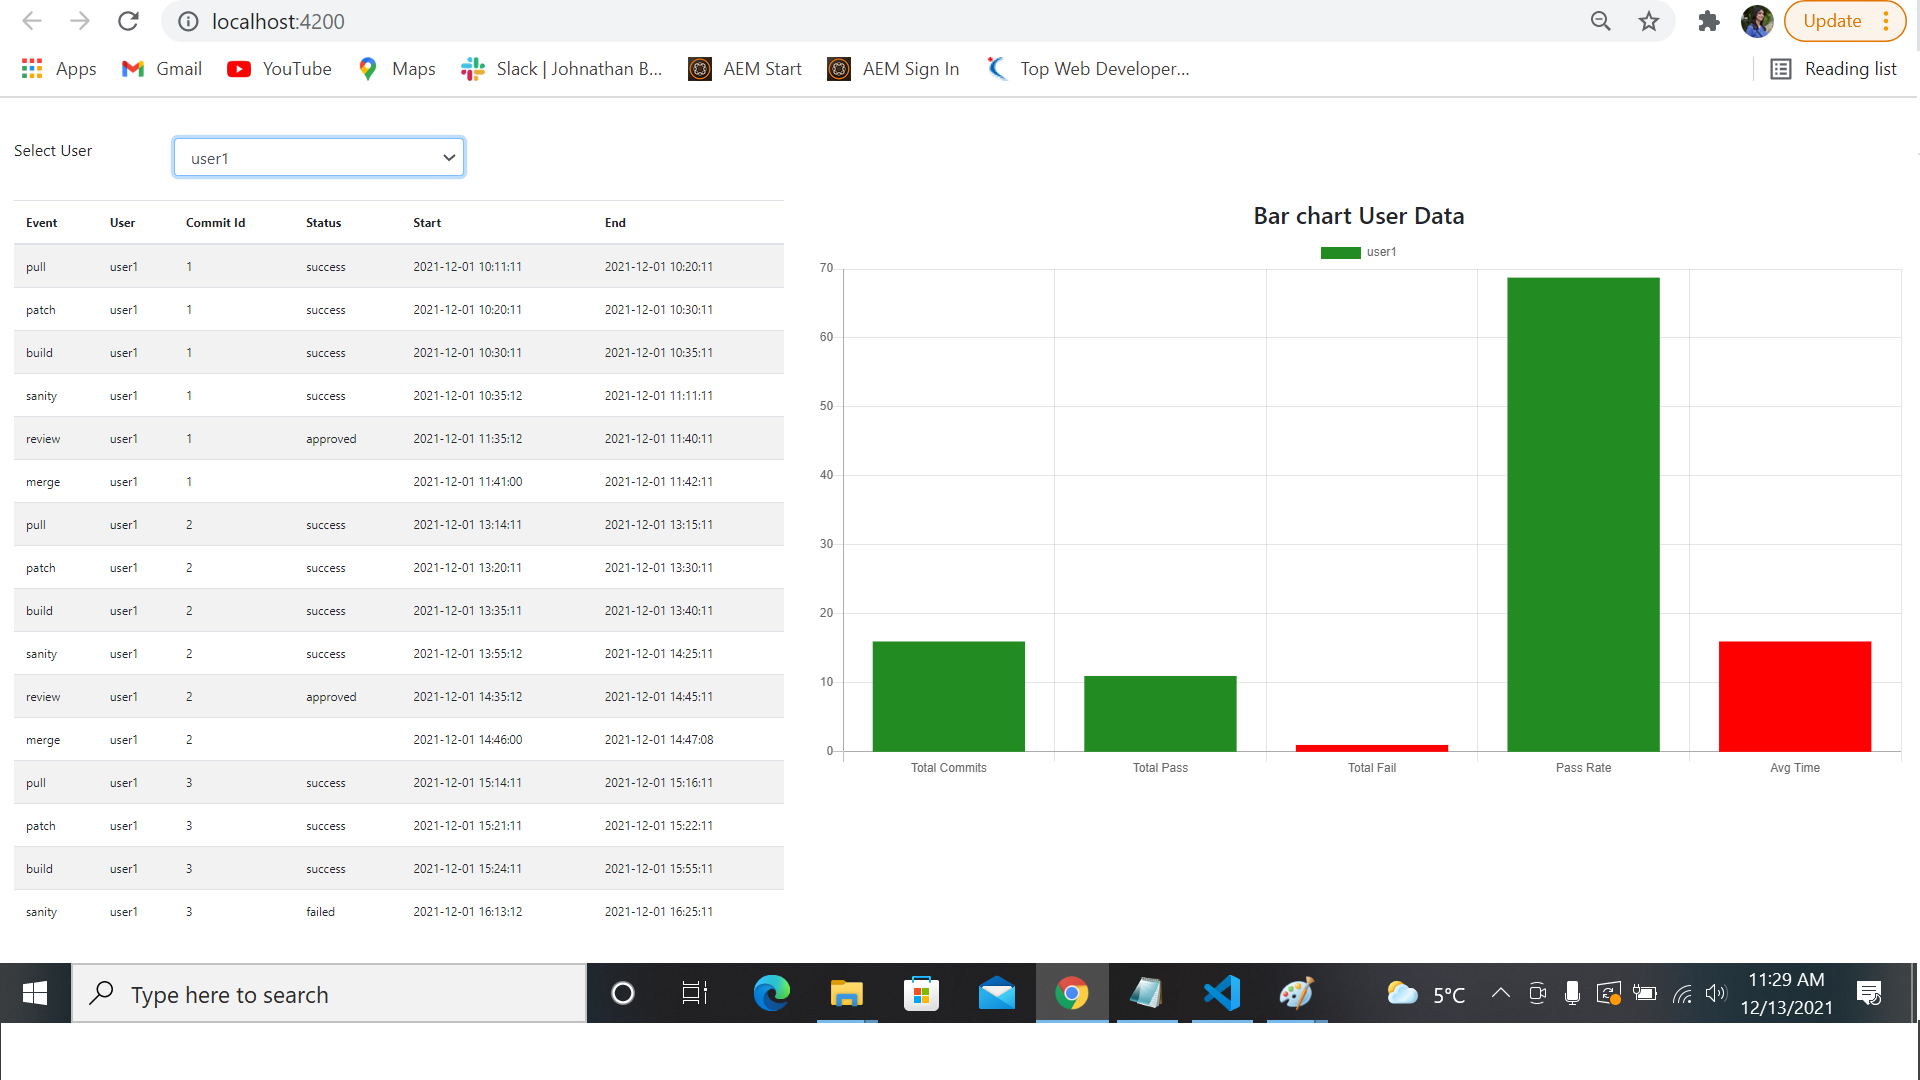 localhost:4200
Update
Apps
Gmail
YouTube
Maps
Slack | Johnathan B...
AEM Start
AEM Sign In
Top Web Developer...
Reading list
Select User
user1
Event User Commit Id Status Start End
pull user1 1 success 2021-12-01 10:11:11 2021-12-01 10:20:11
patch user1 1 success 2021-12-01 10:20:11 2021-12-01 10:30:11
build user1 1 success 2021-12-01 10:30:11 2021-12-01 10:35:11
sanity user1 1 success 2021-12-01 10:35:12 2021-12-01 11:11:11
review user1 1 approved 2021-12-01 11:35:12 2021-12-01 11:40:11
merge user1 1 2021-12-01 11:41:00 2021-12-01 11:42:11
pull user1 2 success 2021-12-01 13:14:11 2021-12-01 13:15:11
patch user1 2 success 2021-12-01 13:20:11 2021-12-01 13:30:11
build user1 2 success 2021-12-01 13:35:11 2021-12-01 13:40:11
sanity user1 2 success 2021-12-01 13:55:12 2021-12-01 14:25:11
review user1 2 approved 2021-12-01 14:35:12 2021-12-01 14:45:11
merge user1 2 2021-12-01 14:46:00 2021-12-01 14:47:08
pull user1 3 success 2021-12-01 15:14:11 2021-12-01 15:16:11
patch user1 3 success 2021-12-01 15:21:11 2021-12-01 15:22:11
build user1 3 success 2021-12-01 15:24:11 2021-12-01 15:55:11
sanity user1 3 failed 2021-12-01 16:13:12 2021-12-01 16:25:11
Bar chart User Data
user1
70
60
50
40
30
20
10
0
Total Commits
Total Pass
Total Fail
Pass Rate
Avg Time
Type here to search
5°C
11:29 AM
12/13/2021